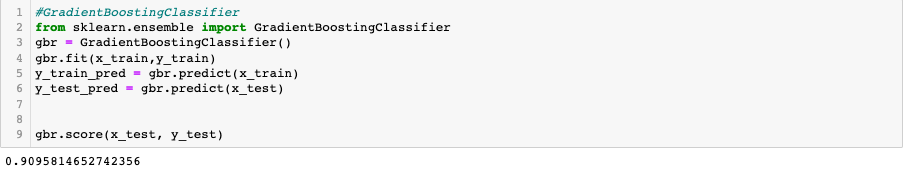 1 #GradientBoostingClassifier
2 from sklearn.ensemble import GradientBoostingClassifier
3 gbr = GradientBoostingClassifier()
4 gbr.fit(x_train,y_train)
5 y_train_pred = gbr.predict(x_train)
6 y_test_pred = gbr.predict(x_test)
7
8
9 gbr.score(x_test, y_test)
0.9095814652742356